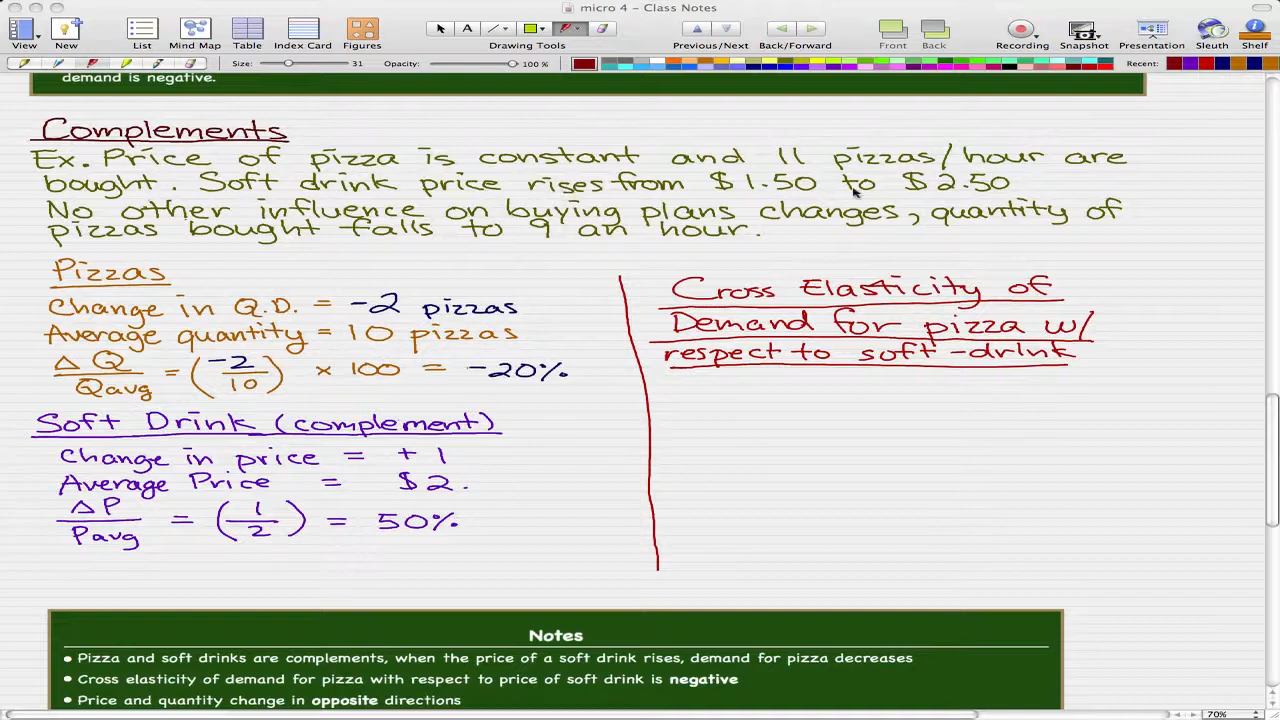 micro 4 – Class Notes
View New List Mind Map Table Index Card Figures Drawing Tools Previous/Next Back/Forward Front Back Recording Snapshot Presentation Sleuth Shelf
Size: 31 Opacity: 100 % Recent:
demand is negative.
Complements
Ex. Price of pizza is constant and 11 pizzas/hour are
bought. Soft drink price rises from $1.50 to $2.50
No other influence on buying plans changes, quantity of
pizzas bought falls to 9 an hour.
Pizzas
Change in Q.D. = -2 pizzas
Average quantity = 10 pizzas
ΔQ / Qavg = (-2/10) × 100 = -20%
Soft Drink (complement)
Change in price = +1
Average Price = $2.
ΔP / Pavg = (1/2) = 50%
Cross Elasticity of
Demand for pizza w/
respect to soft-drink
Notes
• Pizza and soft drinks are complements, when the price of a soft drink rises, demand for pizza decreases
• Cross elasticity of demand for pizza with respect to price of soft drink is negative
• Price and quantity change in opposite directions
70%